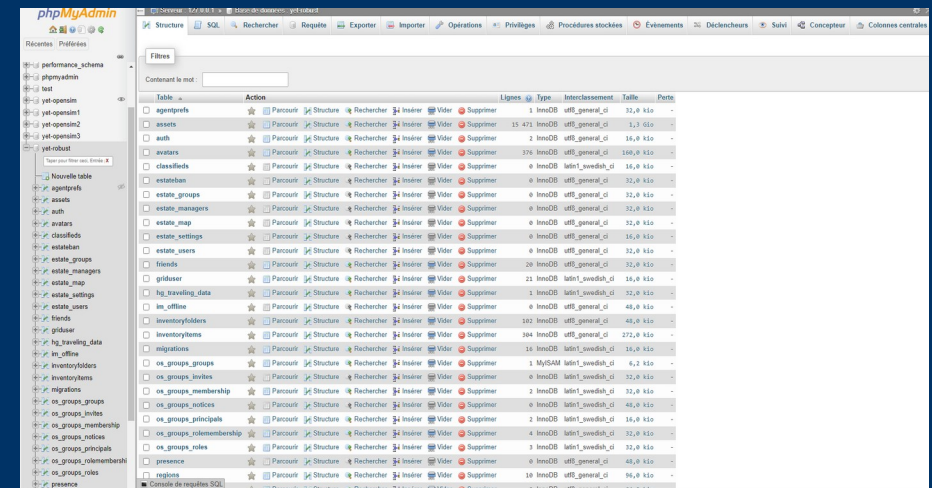 phpMyAdmin
Récentes Préférées
performance_schema
phpmyadmin
test
yet-opensim
yet-opensim1
yet-opensim2
yet-opensim3
yet-robust
Taper pour filtrer ceci, Entrée X
Nouvelle table
agentprefs
assets
auth
avatars
classifieds
estateban
estate_groups
estate_managers
estate_map
estate_settings
estate_users
friends
griduser
hg_traveling_data
im_offline
inventoryfolders
inventoryitems
migrations
os_groups_groups
os_groups_invites
os_groups_membership
os_groups_notices
os_groups_principals
os_groups_rolemembershi
os_groups_roles
presence
Serveur: 127.0.0.1 » Base de données: yet-robust
Structure SQL Rechercher Requête Exporter Importer Opérations Privilèges Procédures stockées Évènements Déclencheurs Suivi Concepteur Colonnes centrales
Filtres
Contenant le mot :
Table Action Lignes Type Interclassement Taille Perte
agentprefs Parcourir Structure Rechercher Insérer Vider Supprimer 1 InnoDB utf8_general_ci 32,0 kio -
assets Parcourir Structure Rechercher Insérer Vider Supprimer 15 471 InnoDB utf8_general_ci 1,3 Gio -
auth Parcourir Structure Rechercher Insérer Vider Supprimer 2 InnoDB utf8_general_ci 16,0 kio -
avatars Parcourir Structure Rechercher Insérer Vider Supprimer 376 InnoDB utf8_general_ci 160,0 kio -
classifieds Parcourir Structure Rechercher Insérer Vider Supprimer 0 InnoDB latin1_swedish_ci 16,0 kio -
estateban Parcourir Structure Rechercher Insérer Vider Supprimer 0 InnoDB utf8_general_ci 32,0 kio -
estate_groups Parcourir Structure Rechercher Insérer Vider Supprimer 0 InnoDB utf8_general_ci 32,0 kio -
estate_managers Parcourir Structure Rechercher Insérer Vider Supprimer 0 InnoDB utf8_general_ci 32,0 kio -
estate_map Parcourir Structure Rechercher Insérer Vider Supprimer 0 InnoDB utf8_general_ci 32,0 kio -
estate_settings Parcourir Structure Rechercher Insérer Vider Supprimer 0 InnoDB utf8_general_ci 16,0 kio -
estate_users Parcourir Structure Rechercher Insérer Vider Supprimer 0 InnoDB utf8_general_ci 32,0 kio -
friends Parcourir Structure Rechercher Insérer Vider Supprimer 20 InnoDB utf8_general_ci 32,0 kio -
griduser Parcourir Structure Rechercher Insérer Vider Supprimer 21 InnoDB latin1_swedish_ci 16,0 kio -
hg_traveling_data Parcourir Structure Rechercher Insérer Vider Supprimer 1 InnoDB latin1_swedish_ci 32,0 kio -
im_offline Parcourir Structure Rechercher Insérer Vider Supprimer 0 InnoDB utf8_general_ci 48,0 kio -
inventoryfolders Parcourir Structure Rechercher Insérer Vider Supprimer 102 InnoDB utf8_general_ci 48,0 kio -
inventoryitems Parcourir Structure Rechercher Insérer Vider Supprimer 304 InnoDB utf8_general_ci 272,0 kio -
migrations Parcourir Structure Rechercher Insérer Vider Supprimer 16 InnoDB latin1_swedish_ci 16,0 kio -
os_groups_groups Parcourir Structure Rechercher Insérer Vider Supprimer 1 MyISAM latin1_swedish_ci 6,2 kio -
os_groups_invites Parcourir Structure Rechercher Insérer Vider Supprimer 0 InnoDB latin1_swedish_ci 32,0 kio -
os_groups_membership Parcourir Structure Rechercher Insérer Vider Supprimer 2 InnoDB latin1_swedish_ci 32,0 kio -
os_groups_notices Parcourir Structure Rechercher Insérer Vider Supprimer 0 InnoDB latin1_swedish_ci 48,0 kio -
os_groups_principals Parcourir Structure Rechercher Insérer Vider Supprimer 2 InnoDB latin1_swedish_ci 16,0 kio -
os_groups_rolemembership Parcourir Structure Rechercher Insérer Vider Supprimer 4 InnoDB latin1_swedish_ci 32,0 kio -
os_groups_roles Parcourir Structure Rechercher Insérer Vider Supprimer 3 InnoDB latin1_swedish_ci 32,0 kio -
presence Parcourir Structure Rechercher Insérer Vider Supprimer 0 InnoDB utf8_general_ci 48,0 kio -
regions Parcourir Structure Rechercher Insérer Vider Supprimer 10 InnoDB utf8_general_ci 96,0 kio -
Console de requêtes SQL